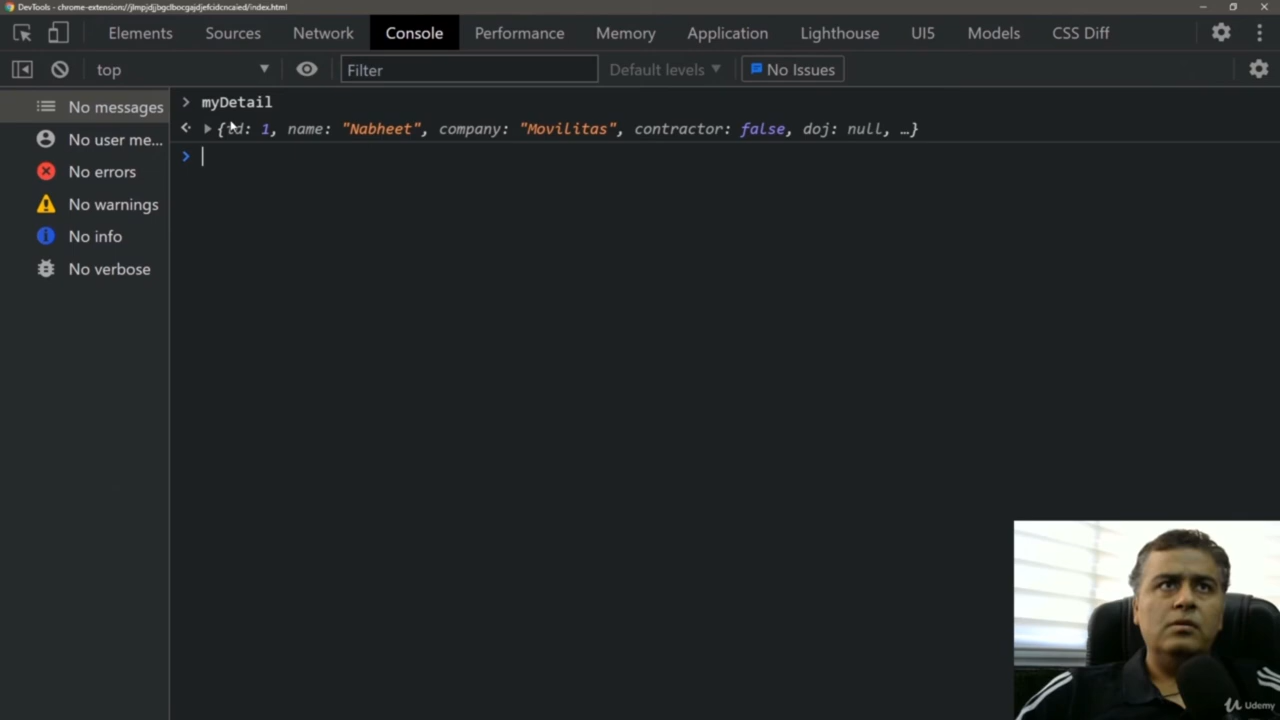 DevTools - chrome-extension://jlmpjdjjbgclbocgajdjefcidcncaied/index.html
Elements Sources Network Console Performance Memory Application Lighthouse UI5 Models CSS Diff
top Filter Default levels No Issues
No messages
No user me...
No errors
No warnings
No info
No verbose
> myDetail
{id: 1, name: "Nabheet", company: "Movilitas", contractor: false, doj: null, …}
>
Udemy